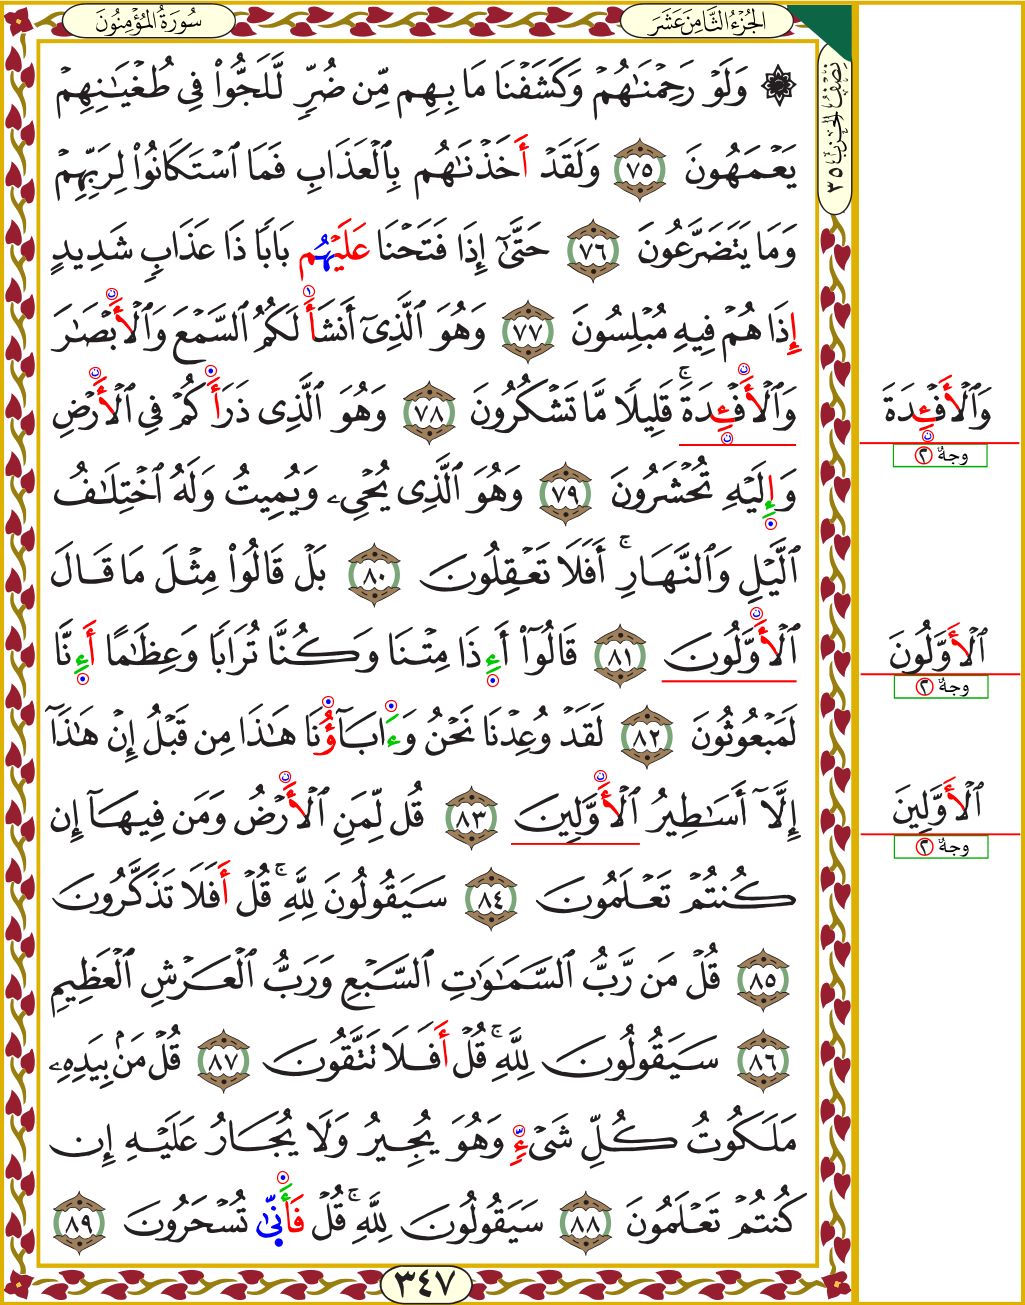 سُورَةُ المُؤْمِنُونَ
الجُزْءُ الثَّامِنَ عَشَرَ
نِصْفُ الحِزْبِ ٣٥
۞ وَلَوْ رَحِمْنَٰهُمْ وَكَشَفْنَا مَا بِهِم مِّن ضُرٍّ لَّلَجُّوا۟ فِى طُغْيَٰنِهِمْ
يَعْمَهُونَ ٧٥ وَلَقَدْ أَخَذْنَٰهُم بِٱلْعَذَابِ فَمَا ٱسْتَكَانُوا۟ لِرَبِّهِمْ
وَمَا يَتَضَرَّعُونَ ٧٦ حَتَّىٰٓ إِذَا فَتَحْنَا عَلَيْهُم بَابًا ذَا عَذَابٍ شَدِيدٍ
إِذَا هُمْ فِيهِ مُبْلِسُونَ ٧٧ وَهُوَ ٱلَّذِىٓ أَنشَأَ لَكُمُ ٱلسَّمْعَ وَٱلْأَبْصَٰرَ
وَٱلْأَفْـِٔدَةَ ۚ قَلِيلًا مَّا تَشْكُرُونَ ٧٨ وَهُوَ ٱلَّذِى ذَرَأَكُمْ فِى ٱلْأَرْضِ
وَإِلَيْهِ تُحْشَرُونَ ٧٩ وَهُوَ ٱلَّذِى يُحْىِۦ وَيُمِيتُ وَلَهُ ٱخْتِلَٰفُ
ٱلَّيْلِ وَٱلنَّهَارِ ۚ أَفَلَا تَعْقِلُونَ ٨٠ بَلْ قَالُوا۟ مِثْلَ مَا قَالَ
ٱلْأَوَّلُونَ ٨١ قَالُوٓا۟ أَءِذَا مِتْنَا وَكُنَّا تُرَابًا وَعِظَٰمًا أَءِنَّا
لَمَبْعُوثُونَ ٨٢ لَقَدْ وُعِدْنَا نَحْنُ وَءَابَآؤُنَا هَٰذَا مِن قَبْلُ إِنْ هَٰذَآ
إِلَّآ أَسَٰطِيرُ ٱلْأَوَّلِينَ ٨٣ قُل لِّمَنِ ٱلْأَرْضُ وَمَن فِيهَآ إِن
كُنتُمْ تَعْلَمُونَ ٨٤ سَيَقُولُونَ لِلَّهِ ۚ قُلْ أَفَلَا تَذَكَّرُونَ
٨٥ قُلْ مَن رَّبُّ ٱلسَّمَٰوَٰتِ ٱلسَّبْعِ وَرَبُّ ٱلْعَرْشِ ٱلْعَظِيمِ
٨٦ سَيَقُولُونَ لِلَّهِ ۚ قُلْ أَفَلَا تَتَّقُونَ ٨٧ قُلْ مَنۢ بِيَدِهِۦ
مَلَكُوتُ كُلِّ شَىْءٍ وَهُوَ يُجِيرُ وَلَا يُجَارُ عَلَيْهِ إِن
كُنتُمْ تَعْلَمُونَ ٨٨ سَيَقُولُونَ لِلَّهِ ۚ قُلْ فَأَنَّىٰ تُسْحَرُونَ ٨٩
٣٤٧
وَٱلْأَفْـِٔدَةَ
وجهٌ ٢
ٱلْأَوَّلُونَ
وجهٌ ٢
ٱلْأَوَّلِينَ
وجهٌ ٢